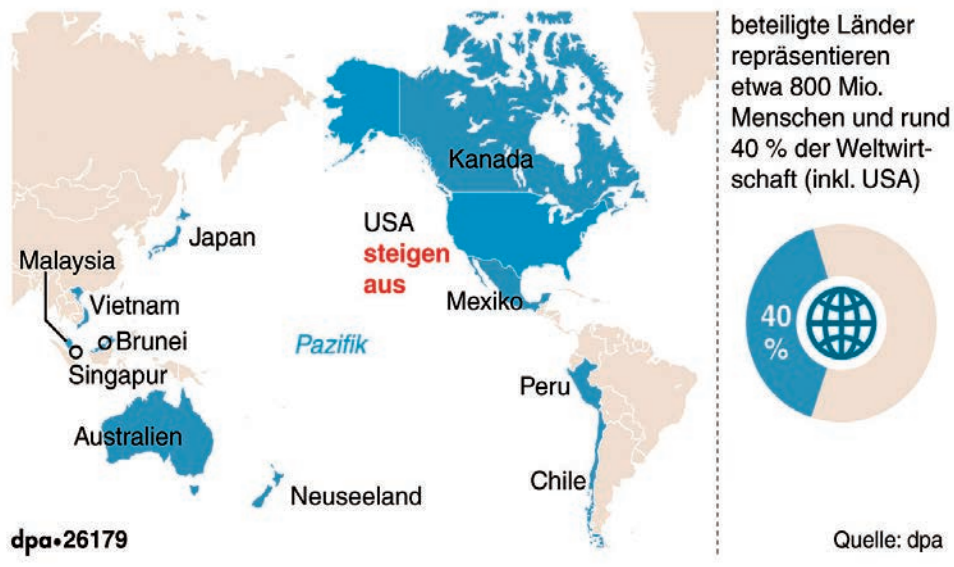 beteiligte Länder
repräsentieren
etwa 800 Mio.
Menschen und rund
40 % der Weltwirt-
schaft (inkl. USA)
Kanada
USA
steigen
aus
Japan
Malaysia
Vietnam
Mexiko
Brunei
Pazifik
Singapur
Peru
Australien
Chile
Neuseeland
40
%
dpa•26179
Quelle: dpa